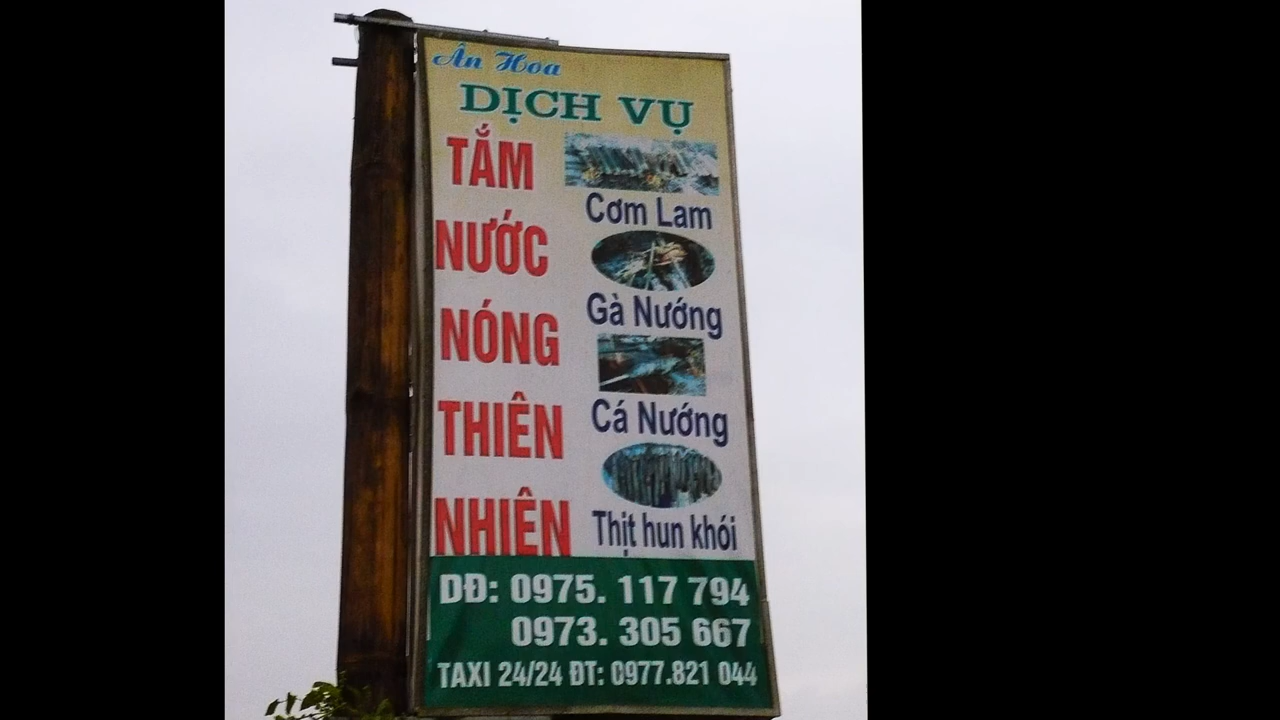 Ân Hoa
DỊCH VỤ
TẮM
NƯỚC
NÓNG
THIÊN
NHIÊN
Cơm Lam
Gà Nướng
Cá Nướng
Thịt hun khói
DĐ: 0975. 117 794
0973. 305 667
TAXI 24/24 ĐT: 0977.821 044